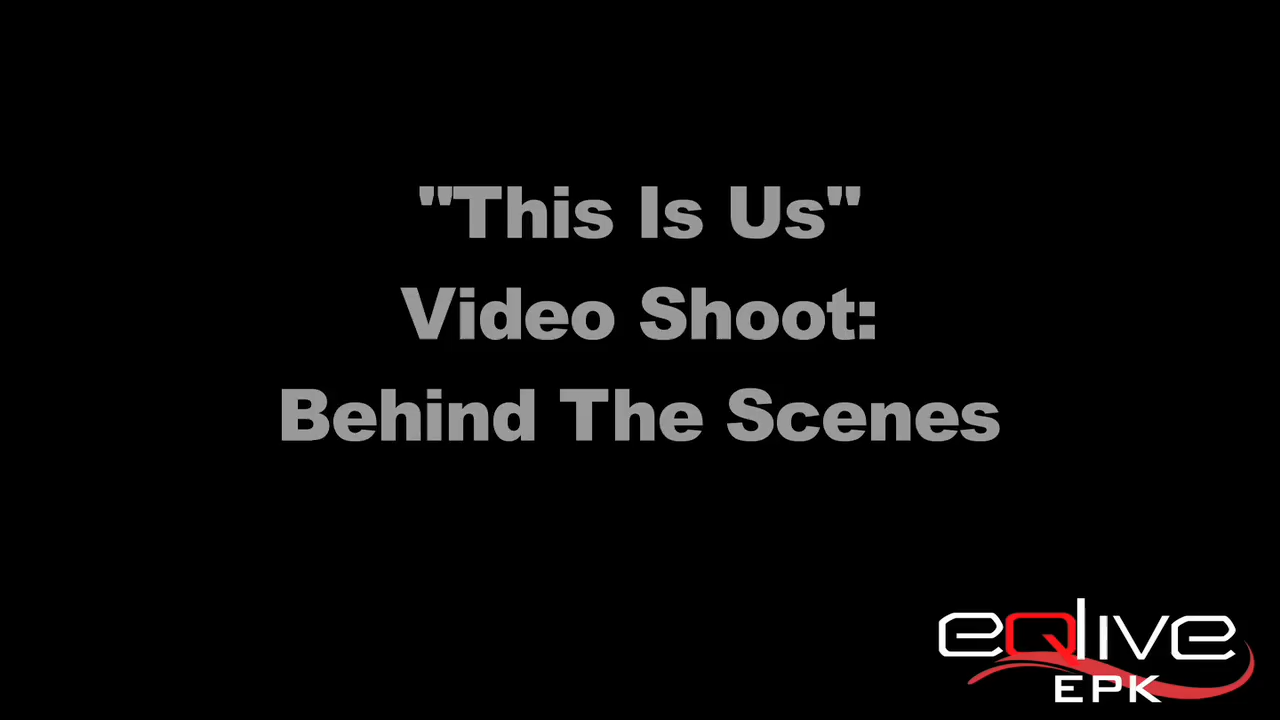 "This Is Us"
Video Shoot:
Behind The Scenes
eQlive
EPK